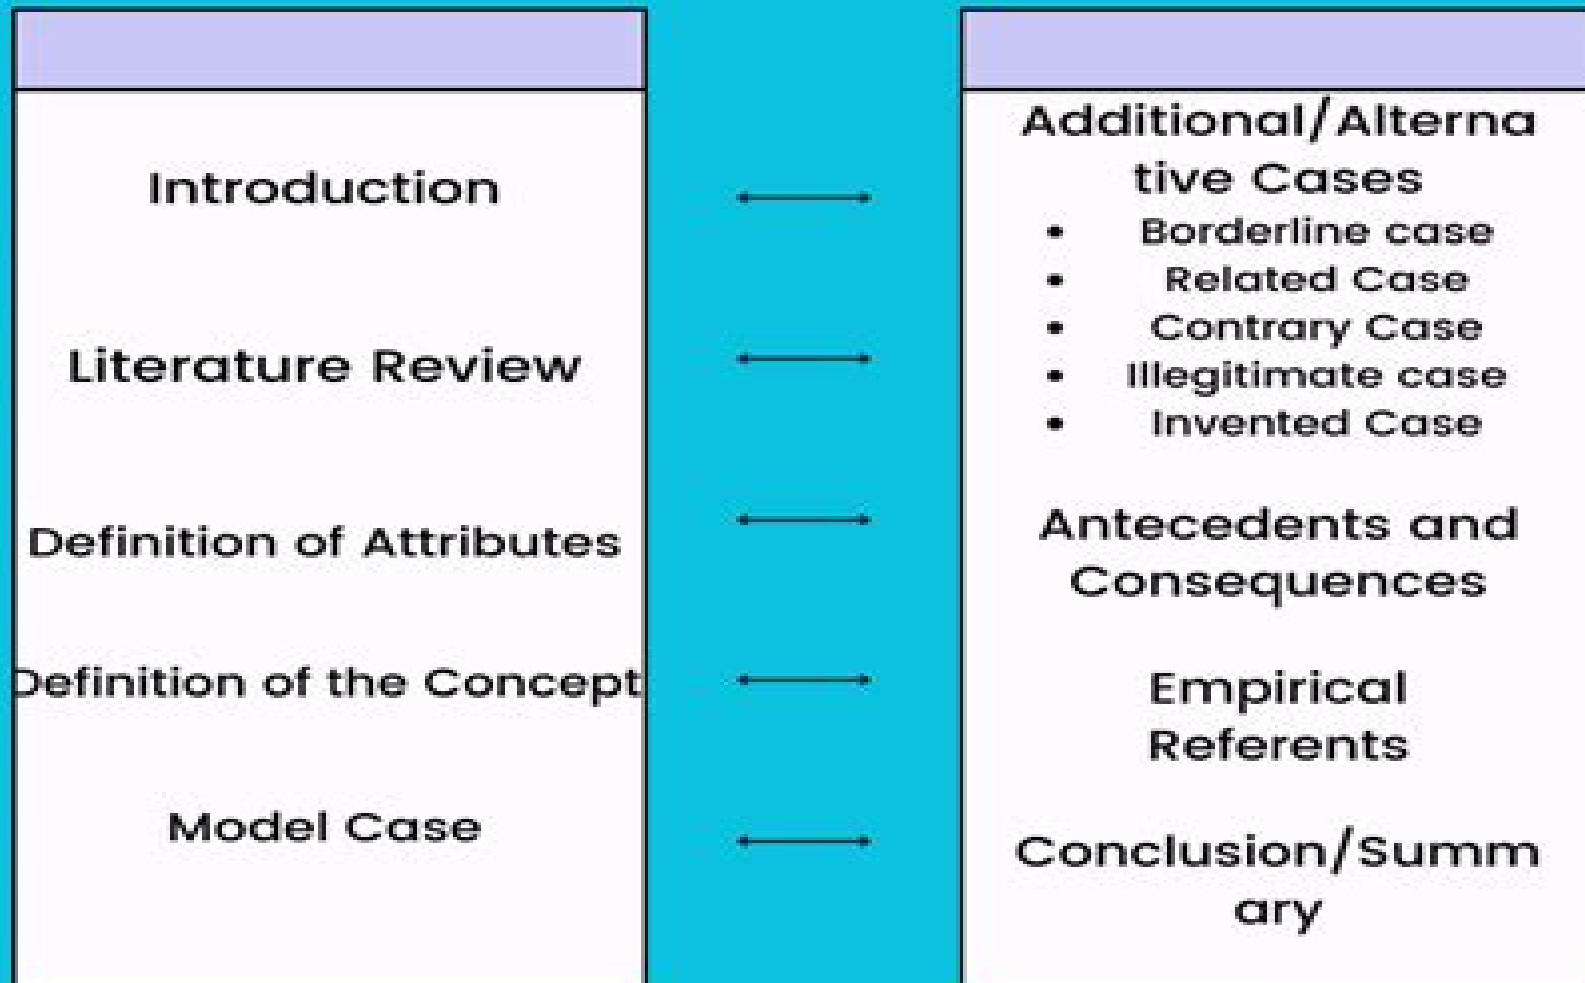 Introduction
Literature Review
Definition of Attributes
Definition of the Concept
Model Case
Additional/Alterna
tive Cases
• Borderline case
• Related Case
• Contrary Case
• Illegitimate case
• Invented Case
Antecedents and
Consequences
Empirical
Referents
Conclusion/Summ
ary